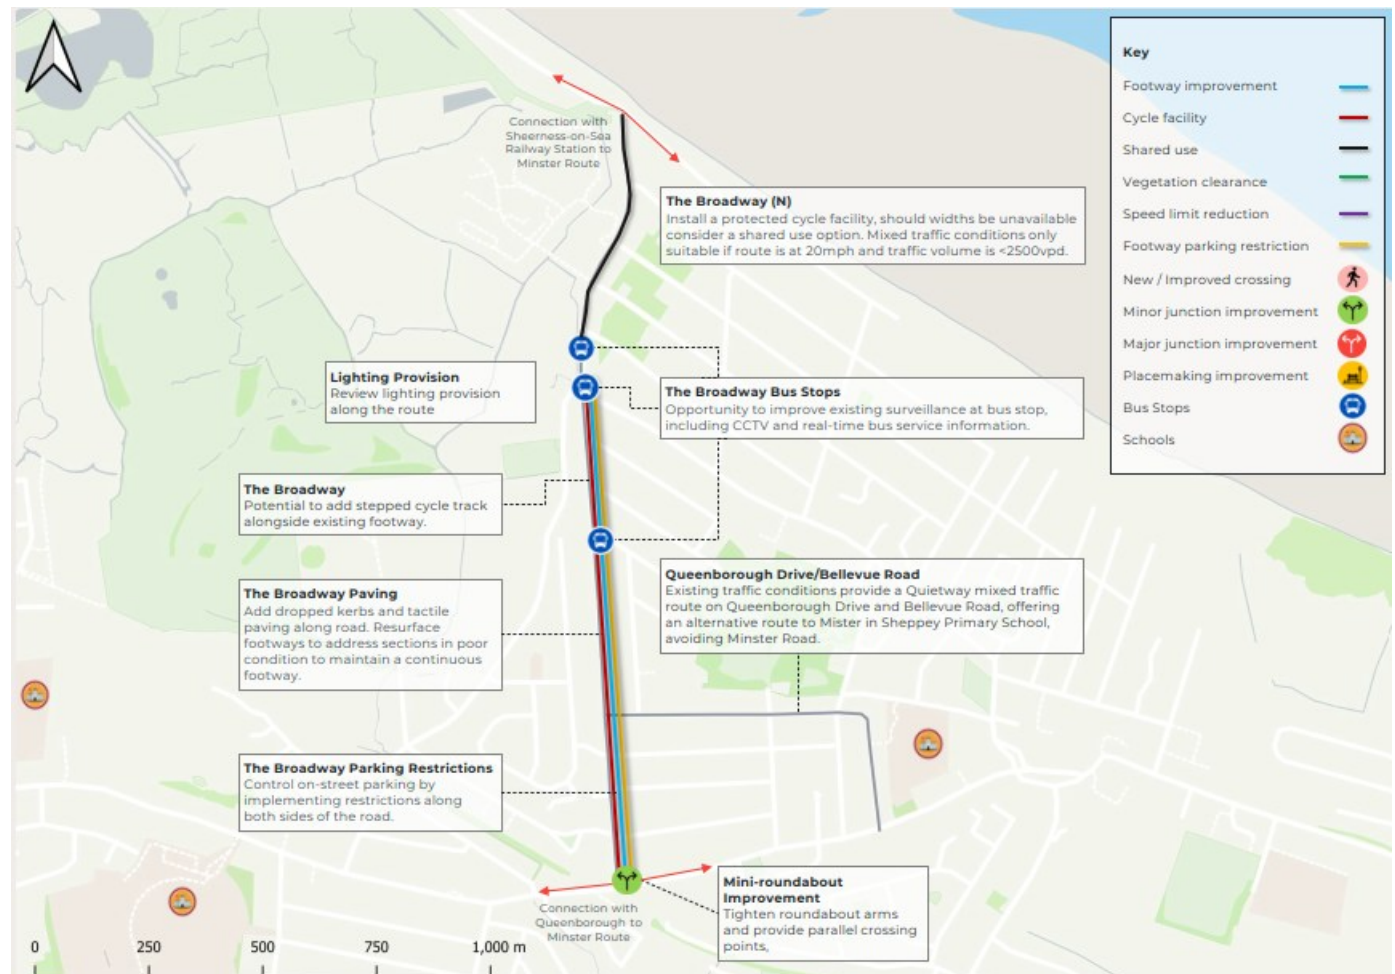 Connection with
Sheerness-on-Sea
Railway Station to
Minster Route
The Broadway (N)
Install a protected cycle facility, should widths be unavailable
consider a shared use option. Mixed traffic conditions only
suitable if route is at 20mph and traffic volume is <2500vpd.
Lighting Provision
Review lighting provision
along the route
The Broadway Bus Stops
Opportunity to improve existing surveillance at bus stop,
including CCTV and real-time bus service information.
The Broadway
Potential to add stepped cycle track
alongside existing footway.
The Broadway Paving
Add dropped kerbs and tactile
paving along road. Resurface
footways to address sections in poor
condition to maintain a continuous
footway.
Queenborough Drive/Bellevue Road
Existing traffic conditions provide a Quietway mixed traffic
route on Queenborough Drive and Bellevue Road, offering
an alternative route to Mister in Sheppey Primary School,
avoiding Minster Road.
The Broadway Parking Restrictions
Control on-street parking by
implementing restrictions along
both sides of the road.
Mini-roundabout
Improvement
Tighten roundabout arms
and provide parallel crossing
points,
Connection with
Queenborough to
Minster Route
0 250 500 750 1,000 m
Key
Footway improvement
Cycle facility
Shared use
Vegetation clearance
Speed limit reduction
Footway parking restriction
New / Improved crossing
Minor junction improvement
Major junction improvement
Placemaking improvement
Bus Stops
Schools